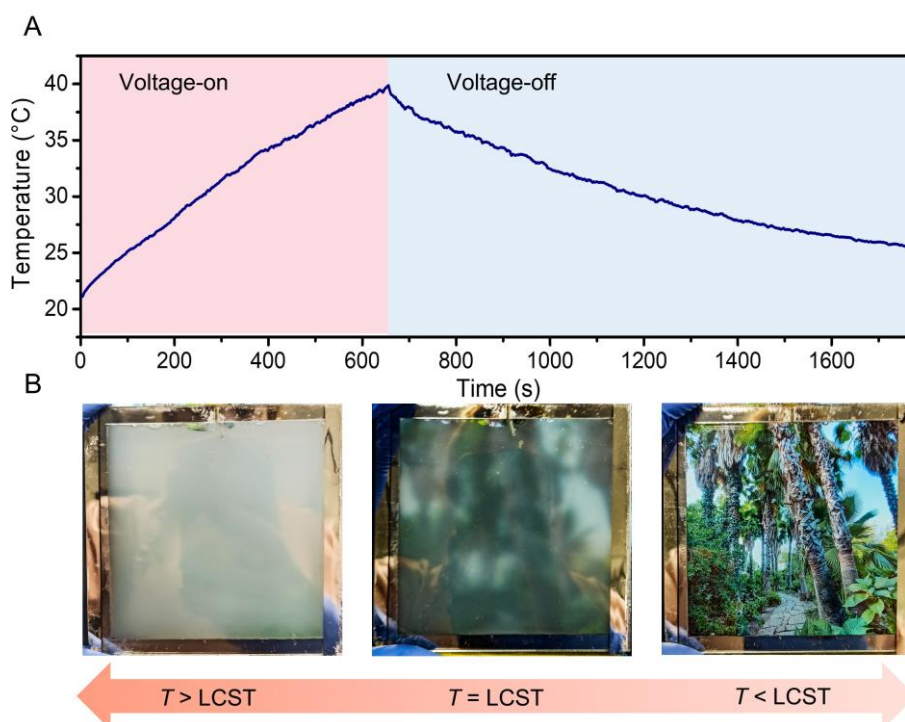 A
Voltage-on
Voltage-off
Temperature (°C)
40
35
30
25
20
0 200 400 600 800 1000 1200 1400 1600
Time (s)
B
T > LCST
T = LCST
T < LCST